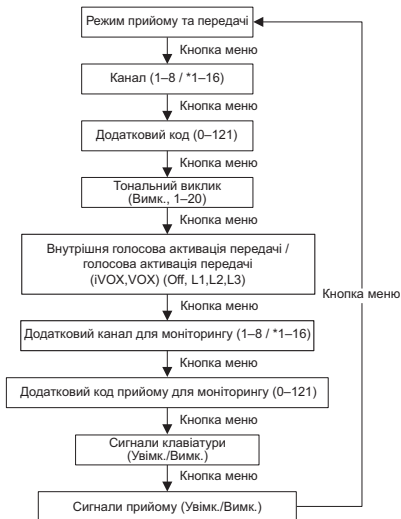 Режим прийому та передачі
Кнопка меню
Канал (1–8 / *1–16)
Кнопка меню
Додатковий код (0–121)
Кнопка меню
Тональний виклик
(Вимк., 1–20)
Кнопка меню
Внутрішня голосова активація передачі /
голосова активація передачі
(iVOX,VOX) (Off, L1,L2,L3)
Кнопка меню
Кнопка меню
Додатковий канал для моніторингу (1–8 / *1–16)
Кнопка меню
Додатковий код прийому для моніторингу (0–121)
Кнопка меню
Сигнали клавіатури
(Увімк./Вимк.)
Кнопка меню
Сигнали прийому (Увімк./Вимк.)